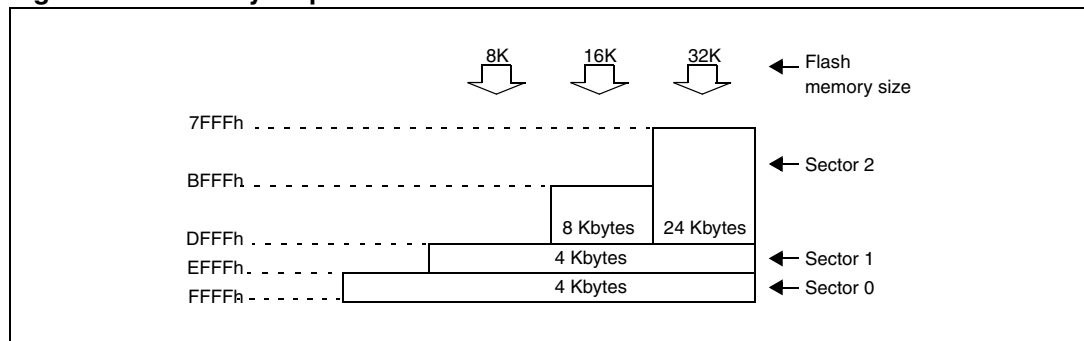 8K 16K 32K Flash
memory size
7FFFh
Sector 2
BFFFh
8 Kbytes 24 Kbytes
DFFFh
4 Kbytes Sector 1
EFFFh
4 Kbytes Sector 0
FFFFh